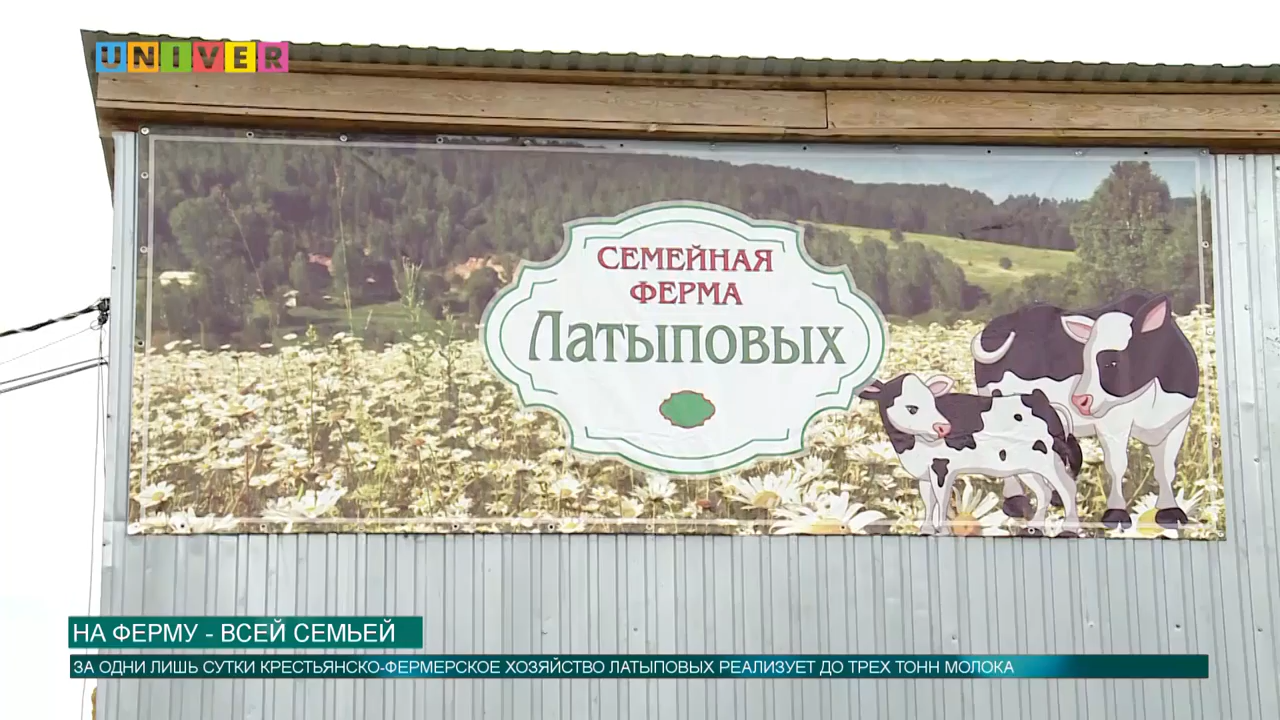 UNIVER
СЕМЕЙНАЯ
ФЕРМА
ЛАТЫПОВЫХ
НА ФЕРМУ - ВСЕЙ СЕМЬЕЙ
ЗА ОДНИ ЛИШЬ СУТКИ КРЕСТЬЯНСКО-ФЕРМЕРСКОЕ ХОЗЯЙСТВО ЛАТЫПОВЫХ РЕАЛИЗУЕТ ДО ТРЕХ ТОНН МОЛОКА